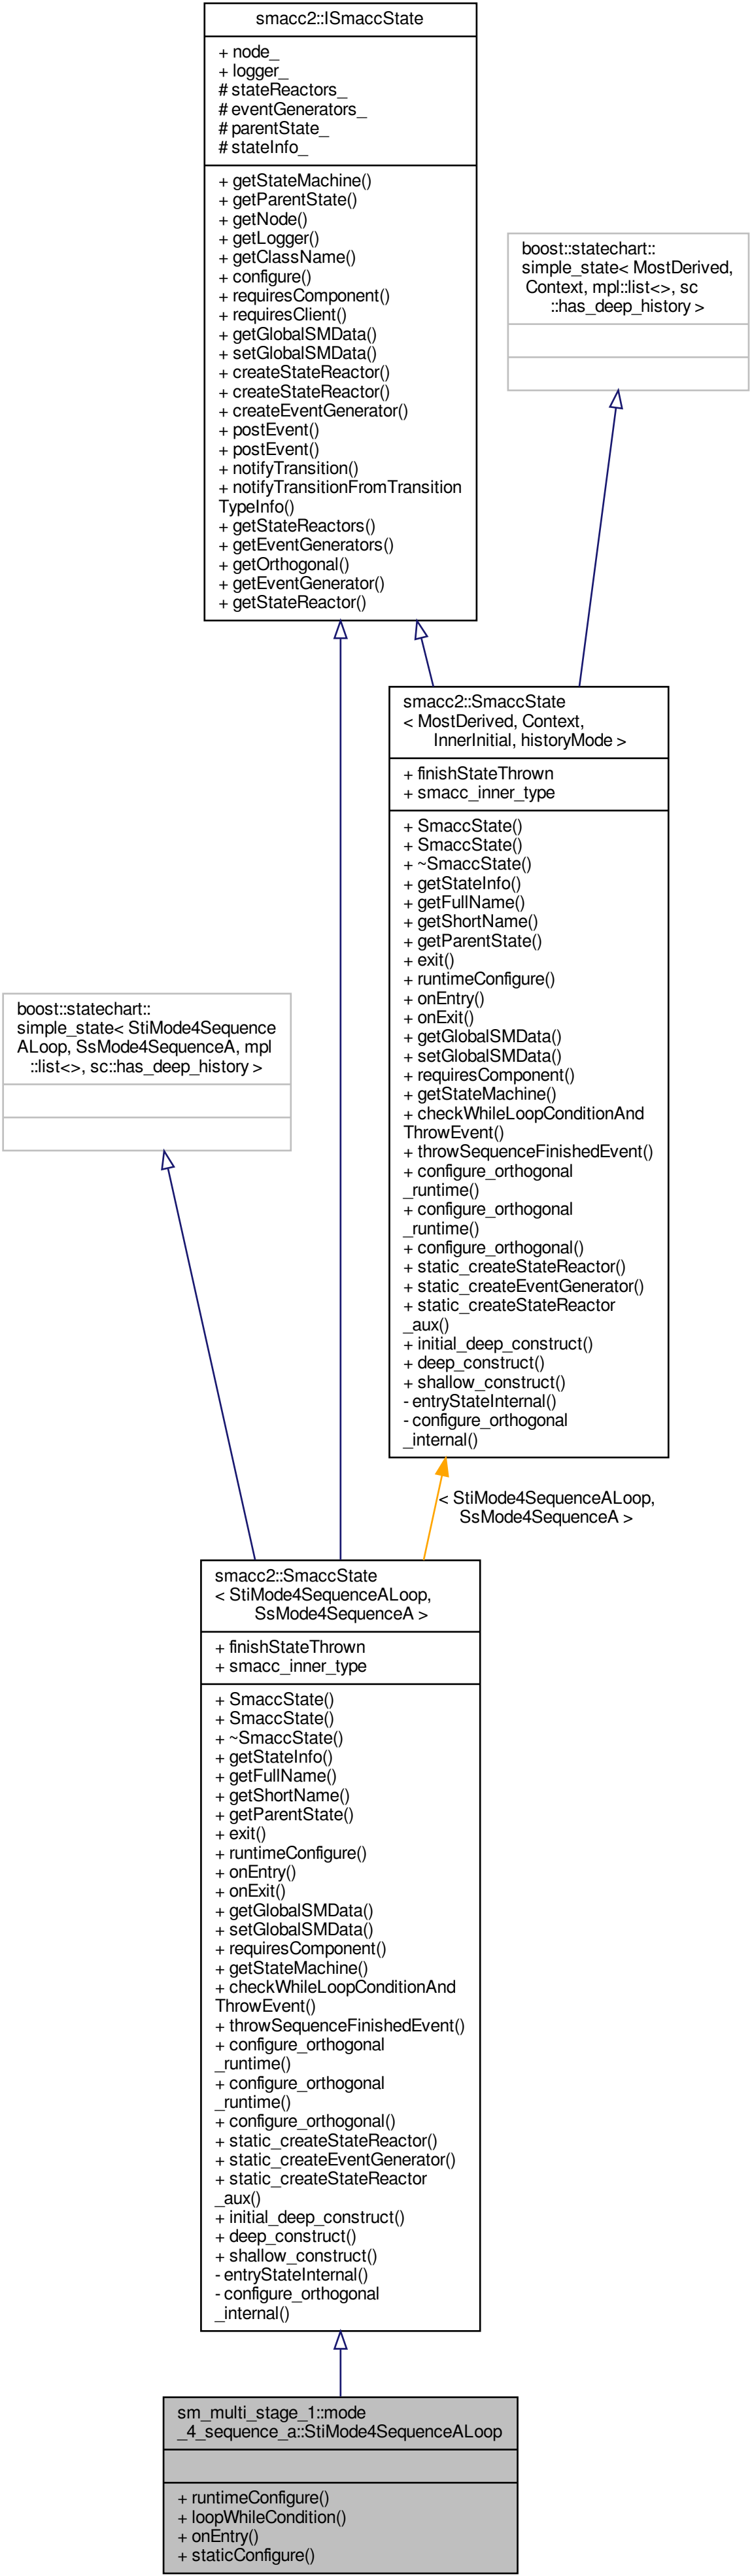 smacc2::ISmaccState
+ node_
+ logger_
# stateReactors_
# eventGenerators_
# parentState_
# stateInfo_
+ getStateMachine()
+ getParentState()
+ getNode()
+ getLogger()
+ getClassName()
+ configure()
+ requiresComponent()
+ requiresClient()
+ getGlobalSMData()
+ setGlobalSMData()
+ createStateReactor()
+ createStateReactor()
+ createEventGenerator()
+ postEvent()
+ postEvent()
+ notifyTransition()
+ notifyTransitionFromTransition
TypeInfo()
+ getStateReactors()
+ getEventGenerators()
+ getOrthogonal()
+ getEventGenerator()
+ getStateReactor()
boost::statechart::
simple_state< MostDerived,
Context, mpl::list<>, sc
::has_deep_history >
smacc2::SmaccState
< MostDerived, Context,
InnerInitial, historyMode >
+ finishStateThrown
+ smacc_inner_type
+ SmaccState()
+ SmaccState()
+ ~SmaccState()
+ getStateInfo()
+ getFullName()
+ getShortName()
+ getParentState()
+ exit()
+ runtimeConfigure()
+ onEntry()
+ onExit()
+ getGlobalSMData()
+ setGlobalSMData()
+ requiresComponent()
+ getStateMachine()
+ checkWhileLoopConditionAnd
ThrowEvent()
+ throwSequenceFinishedEvent()
+ configure_orthogonal
_runtime()
+ configure_orthogonal
_runtime()
+ configure_orthogonal()
+ static_createStateReactor()
+ static_createEventGenerator()
+ static_createStateReactor
_aux()
+ initial_deep_construct()
+ deep_construct()
+ shallow_construct()
- entryStateInternal()
- configure_orthogonal
_internal()
boost::statechart::
simple_state< StiMode4Sequence
ALoop, SsMode4SequenceA, mpl
::list<>, sc::has_deep_history >
< StiMode4SequenceALoop,
SsMode4SequenceA >
smacc2::SmaccState
< StiMode4SequenceALoop,
SsMode4SequenceA >
+ finishStateThrown
+ smacc_inner_type
+ SmaccState()
+ SmaccState()
+ ~SmaccState()
+ getStateInfo()
+ getFullName()
+ getShortName()
+ getParentState()
+ exit()
+ runtimeConfigure()
+ onEntry()
+ onExit()
+ getGlobalSMData()
+ setGlobalSMData()
+ requiresComponent()
+ getStateMachine()
+ checkWhileLoopConditionAnd
ThrowEvent()
+ throwSequenceFinishedEvent()
+ configure_orthogonal
_runtime()
+ configure_orthogonal
_runtime()
+ configure_orthogonal()
+ static_createStateReactor()
+ static_createEventGenerator()
+ static_createStateReactor
_aux()
+ initial_deep_construct()
+ deep_construct()
+ shallow_construct()
- entryStateInternal()
- configure_orthogonal
_internal()
sm_multi_stage_1::mode
_4_sequence_a::StiMode4SequenceALoop
+ runtimeConfigure()
+ loopWhileCondition()
+ onEntry()
+ staticConfigure()